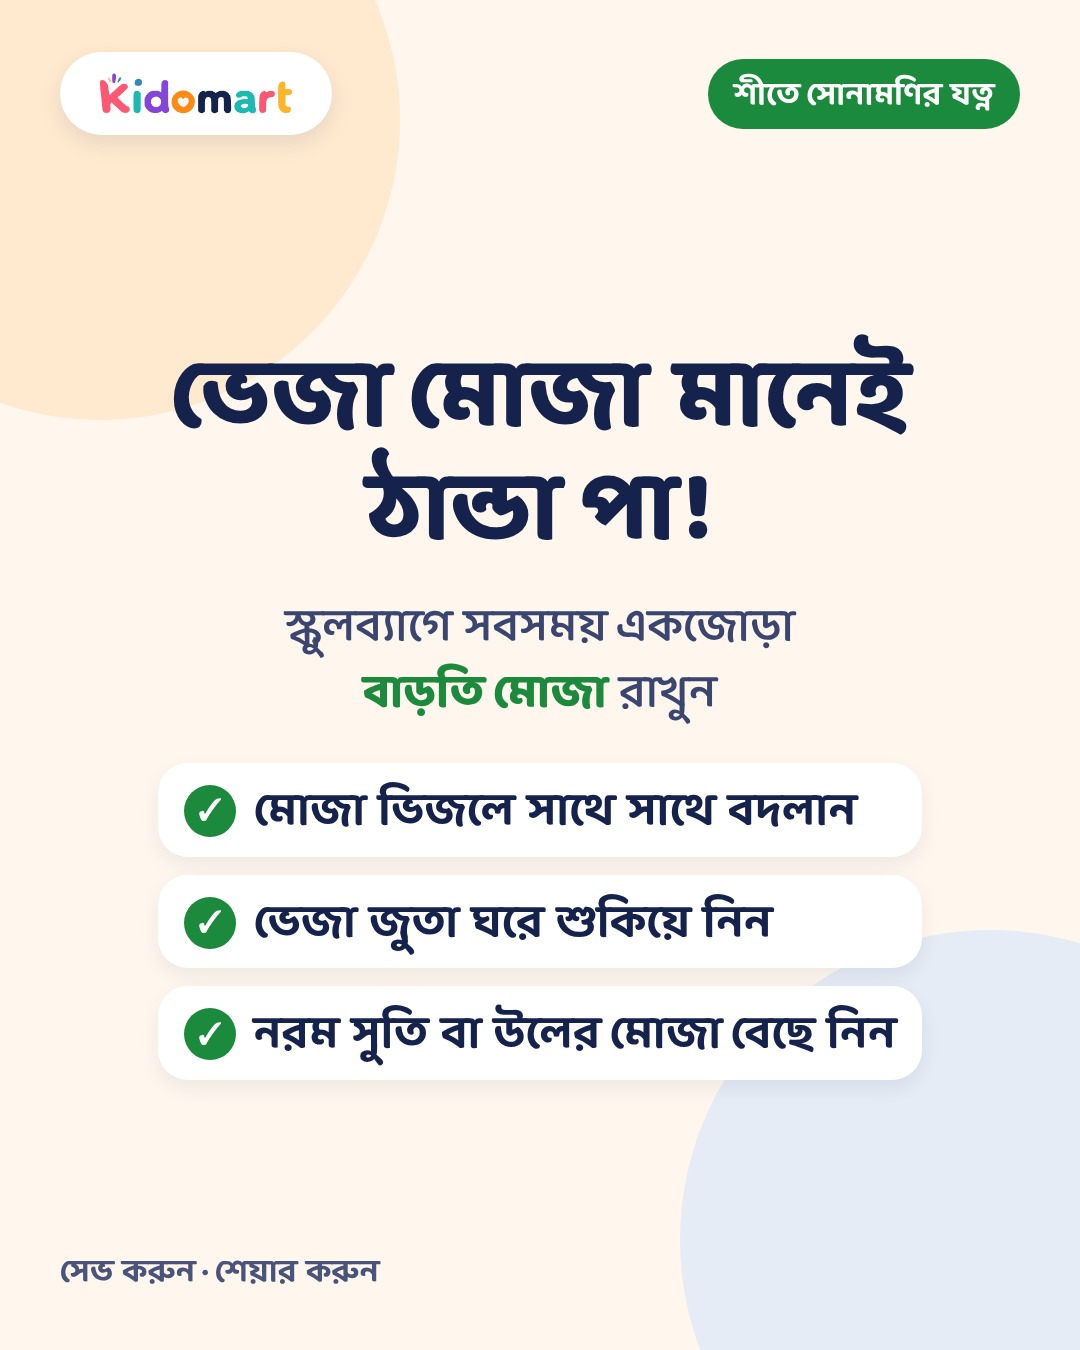 Kidomart
শীতে সোনামণির যত্ন
ভেজা মোজা মানেই
ঠান্ডা পা!
স্কুলব্যাগে সবসময় একজোড়া
বাড়তি মোজা রাখুন
✓ মোজা ভিজলে সাথে সাথে বদলান
✓ ভেজা জুতা ঘরে শুকিয়ে নিন
✓ নরম সুতি বা উলের মোজা বেছে নিন
সেভ করুন · শেয়ার করুন